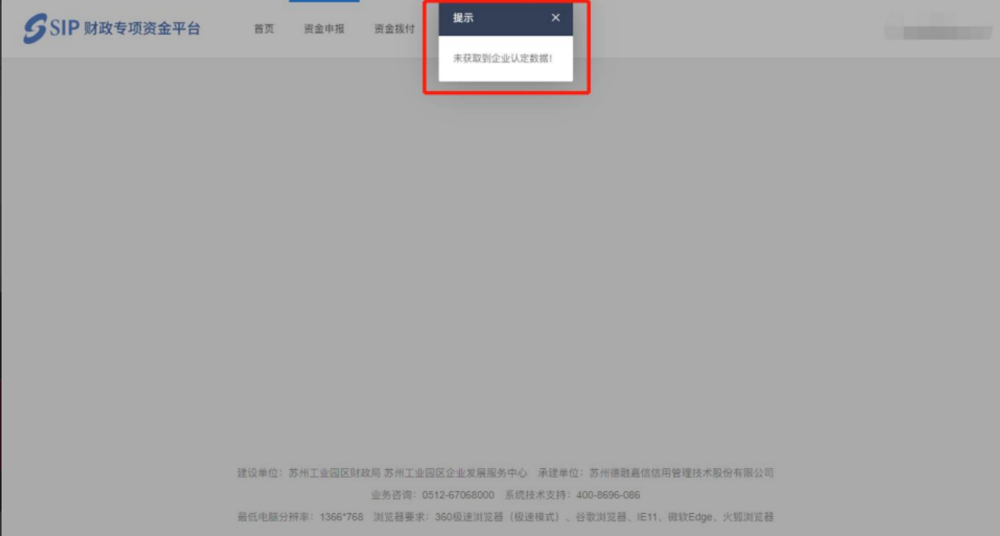 SIP 财政专项资金平台 首页 资金申报 资金拨付
提示
未获取到企业认定数据!
建设单位：苏州工业园区财政局 苏州工业园区企业发展服务中心 承建单位：苏州德融嘉信信用管理技术股份有限公司
业务咨询：0512-67068000 系统技术支持：400-8696-086
最低电脑分辨率：1366*768 浏览器要求：360极速浏览器（极速模式）、谷歌浏览器、IE11、微软Edge、火狐浏览器